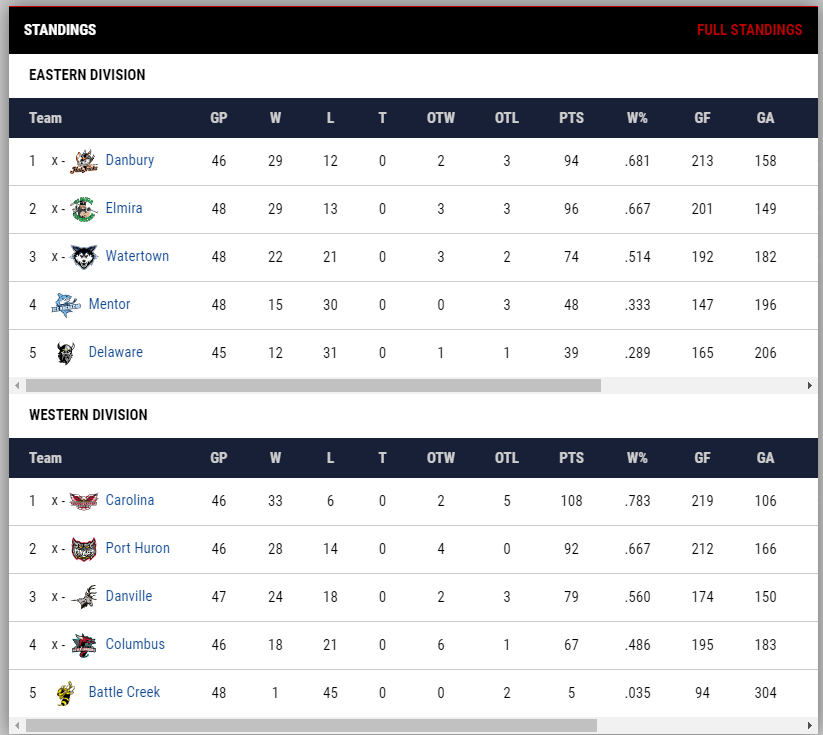 STANDINGS FULL STANDINGS
EASTERN DIVISION
Team GP W L T OTW OTL PTS W% GF GA
1 x - Danbury 46 29 12 0 2 3 94 .681 213 158
2 x - Elmira 48 29 13 0 3 3 96 .667 201 149
3 x - Watertown 48 22 21 0 3 2 74 .514 192 182
4 Mentor 48 15 30 0 0 3 48 .333 147 196
5 Delaware 45 12 31 0 1 1 39 .289 165 206
WESTERN DIVISION
Team GP W L T OTW OTL PTS W% GF GA
1 x - Carolina 46 33 6 0 2 5 108 .783 219 106
2 x - Port Huron 46 28 14 0 4 0 92 .667 212 166
3 x - Danville 47 24 18 0 2 3 79 .560 174 150
4 x - Columbus 46 18 21 0 6 1 67 .486 195 183
5 Battle Creek 48 1 45 0 0 2 5 .035 94 304